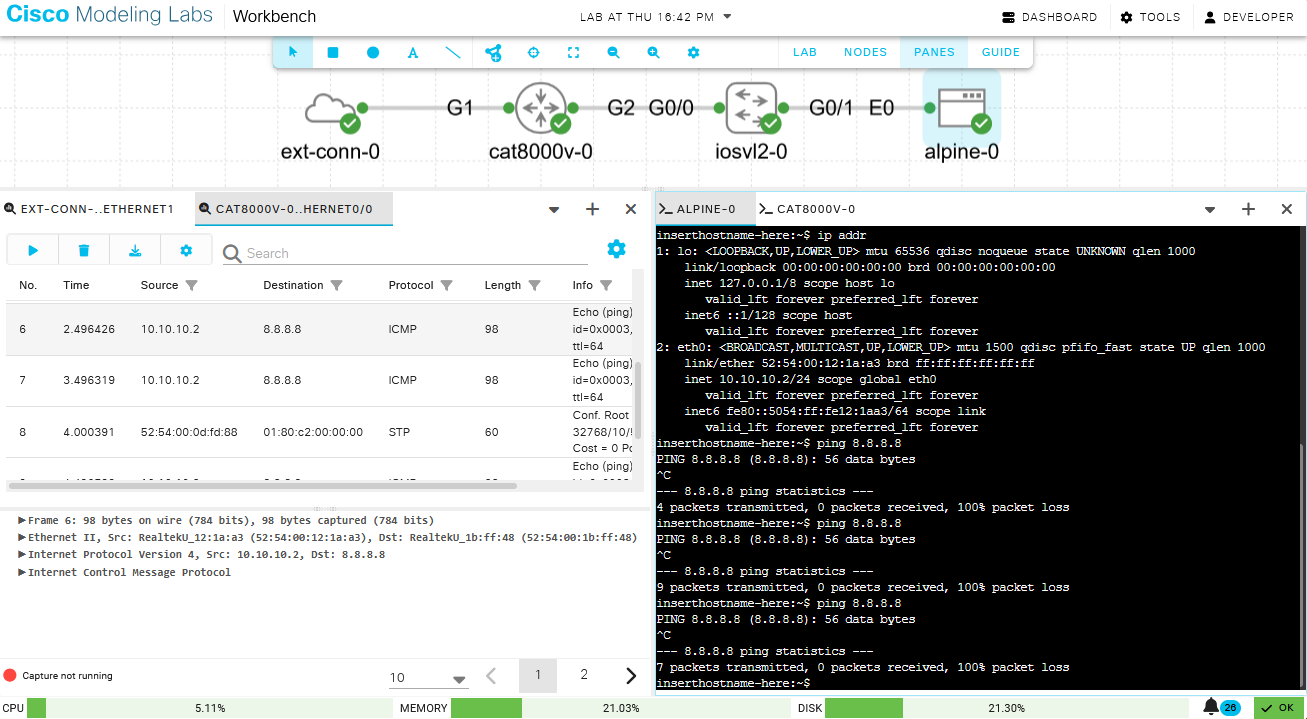 Cisco Modeling Labs Workbench LAB AT THU 16:42 PM DASHBOARD TOOLS DEVELOPER
A LAB NODES PANES GUIDE
G1 G2 G0/0 G0/1 E0
ext-conn-0 cat8000v-0 iosvl2-0 alpine-0
EXT-CONN-..ETHERNET1 CAT8000V-0..HERNET0/0
Search
No. Time Source Destination Protocol Length Info
Echo (ping)
6 2.496426 10.10.10.2 8.8.8.8 ICMP 98 id=0x0003,
ttl=64
Echo (ping)
7 3.496319 10.10.10.2 8.8.8.8 ICMP 98 id=0x0003,
ttl=64
Conf. Root
8 4.000391 52:54:00:0d:fd:88 01:80:c2:00:00:00 STP 60 32768/10/
Cost = 0 Po
Echo (ping)
Frame 6: 98 bytes on wire (784 bits), 98 bytes captured (784 bits)
Ethernet II, Src: RealtekU_12:1a:a3 (52:54:00:12:1a:a3), Dst: RealtekU_1b:ff:48 (52:54:00:1b:ff:48)
Internet Protocol Version 4, Src: 10.10.10.2, Dst: 8.8.8.8
Internet Control Message Protocol
Capture not running 10 1 2
ALPINE-0 CAT8000V-0
inserthostname-here:~$ ip addr
1: lo: <LOOPBACK,UP,LOWER_UP> mtu 65536 qdisc noqueue state UNKNOWN qlen 1000
link/loopback 00:00:00:00:00:00 brd 00:00:00:00:00:00
inet 127.0.0.1/8 scope host lo
valid_lft forever preferred_lft forever
inet6 ::1/128 scope host
valid_lft forever preferred_lft forever
2: eth0: <BROADCAST,MULTICAST,UP,LOWER_UP> mtu 1500 qdisc pfifo_fast state UP qlen 1000
link/ether 52:54:00:12:1a:a3 brd ff:ff:ff:ff:ff:ff
inet 10.10.10.2/24 scope global eth0
valid_lft forever preferred_lft forever
inet6 fe80::5054:ff:fe12:1aa3/64 scope link
valid_lft forever preferred_lft forever
inserthostname-here:~$ ping 8.8.8.8
PING 8.8.8.8 (8.8.8.8): 56 data bytes
^C
--- 8.8.8.8 ping statistics ---
4 packets transmitted, 0 packets received, 100% packet loss
inserthostname-here:~$ ping 8.8.8.8
PING 8.8.8.8 (8.8.8.8): 56 data bytes
^C
--- 8.8.8.8 ping statistics ---
9 packets transmitted, 0 packets received, 100% packet loss
inserthostname-here:~$ ping 8.8.8.8
PING 8.8.8.8 (8.8.8.8): 56 data bytes
^C
--- 8.8.8.8 ping statistics ---
7 packets transmitted, 0 packets received, 100% packet loss
inserthostname-here:~$
CPU 5.11% MEMORY 21.03% DISK 21.30% 26 OK